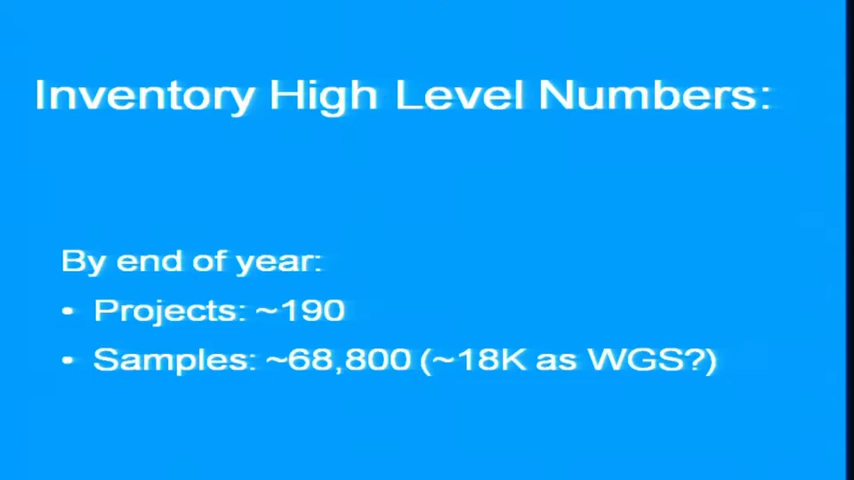 Inventory High Level Numbers:
By end of year:
• Projects: ~190
• Samples: ~68,800 (~18K as WGS?)